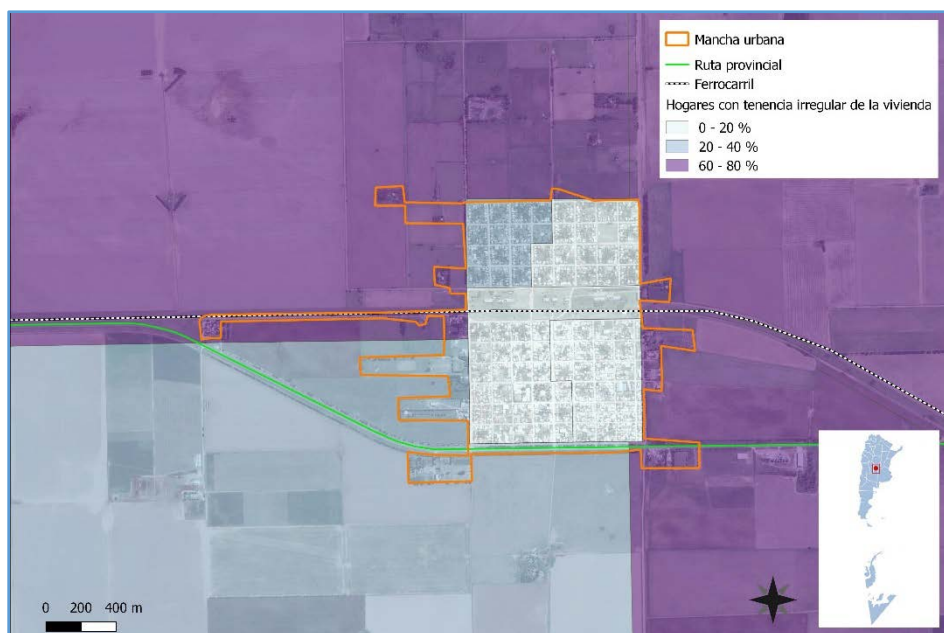 Mancha urbana
Ruta provincial
Ferrocarril
Hogares con tenencia irregular de la vivienda
0 - 20 %
20 - 40 %
60 - 80 %
0 200 400 m